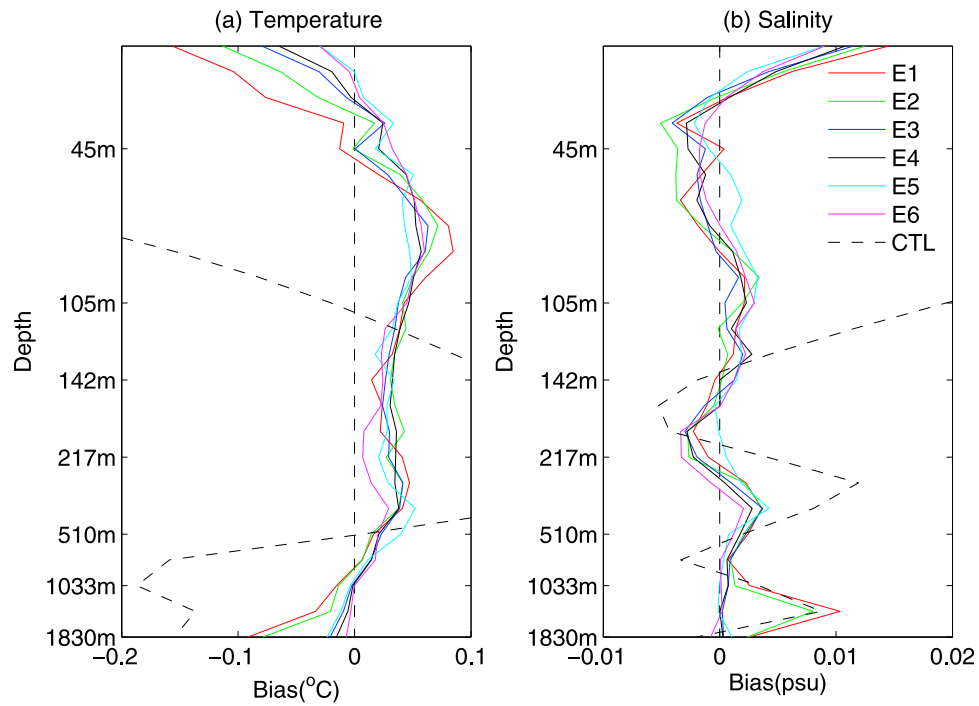 (a) Temperature
45m
105m
142m
217m
510m
1033m
1830m
Depth
−0.2
−0.1
0
0.1
Bias(°C)
(b) Salinity
E1
E2
E3
E4
E5
E6
CTL
45m
105m
142m
217m
510m
1033m
1830m
Depth
−0.01
0
0.01
0.02
Bias(psu)